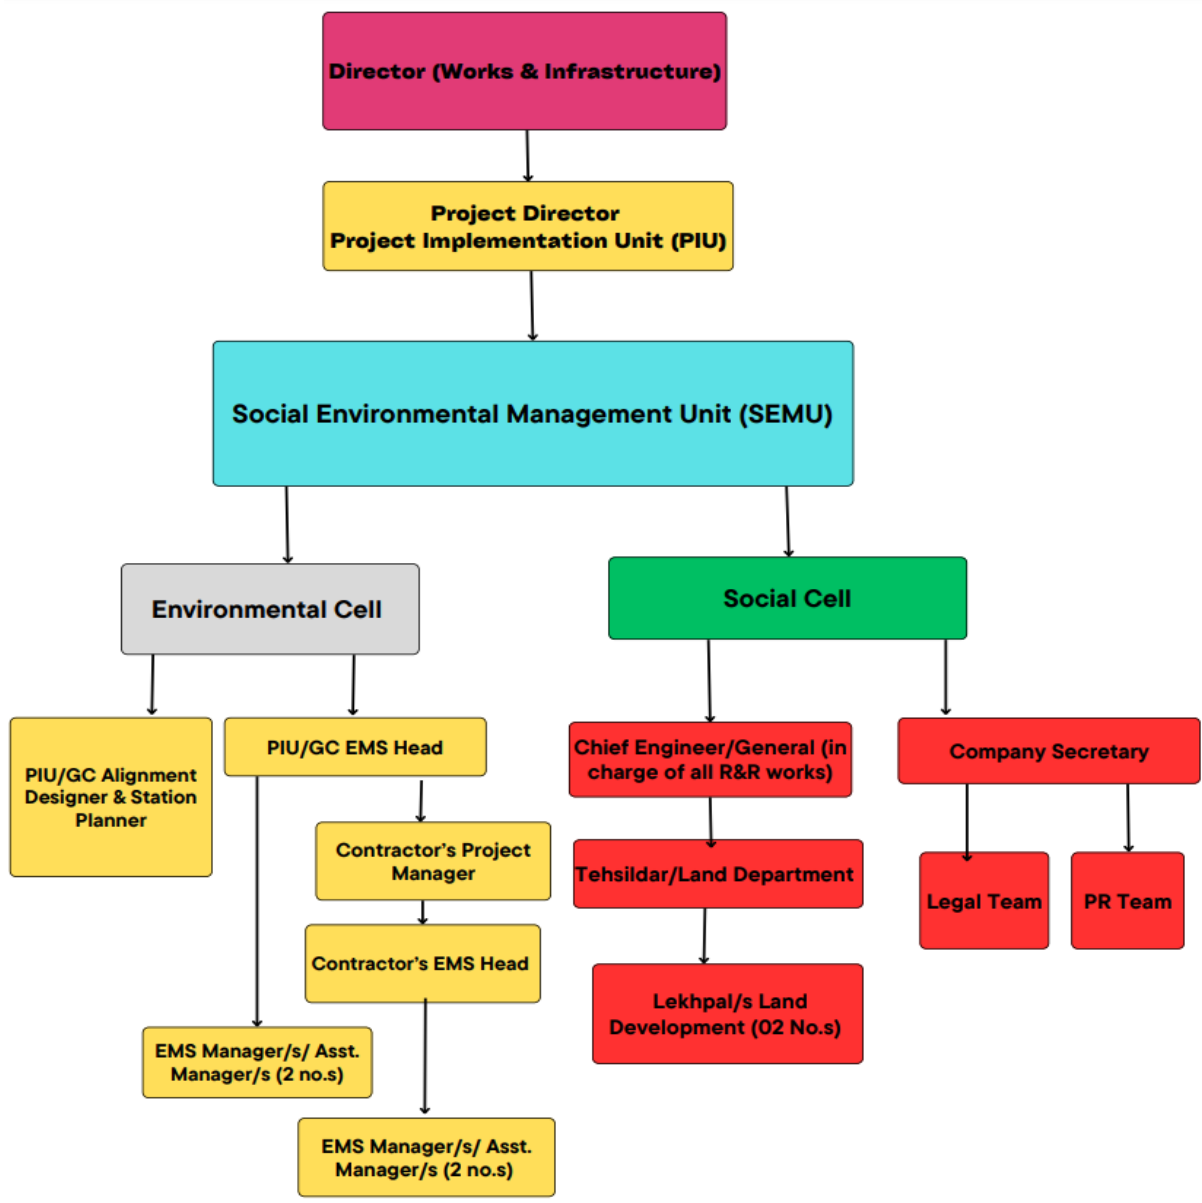 Director (Works & Infrastructure)
Project Director
Project Implementation Unit (PIU)
Social Environmental Management Unit (SEMU)
Environmental Cell
Social Cell
PIU/GC Alignment
Designer & Station
Planner
PIU/GC EMS Head
Chief Engineer/General (in
charge of all R&R works)
Company Secretary
Contractor's Project
Manager
Tehsildar/Land Department
Legal Team
PR Team
Contractor's EMS Head
Lekhpal/s Land
Development (02 No.s)
EMS Manager/s/ Asst.
Manager/s (2 no.s)
EMS Manager/s/ Asst.
Manager/s (2 no.s)